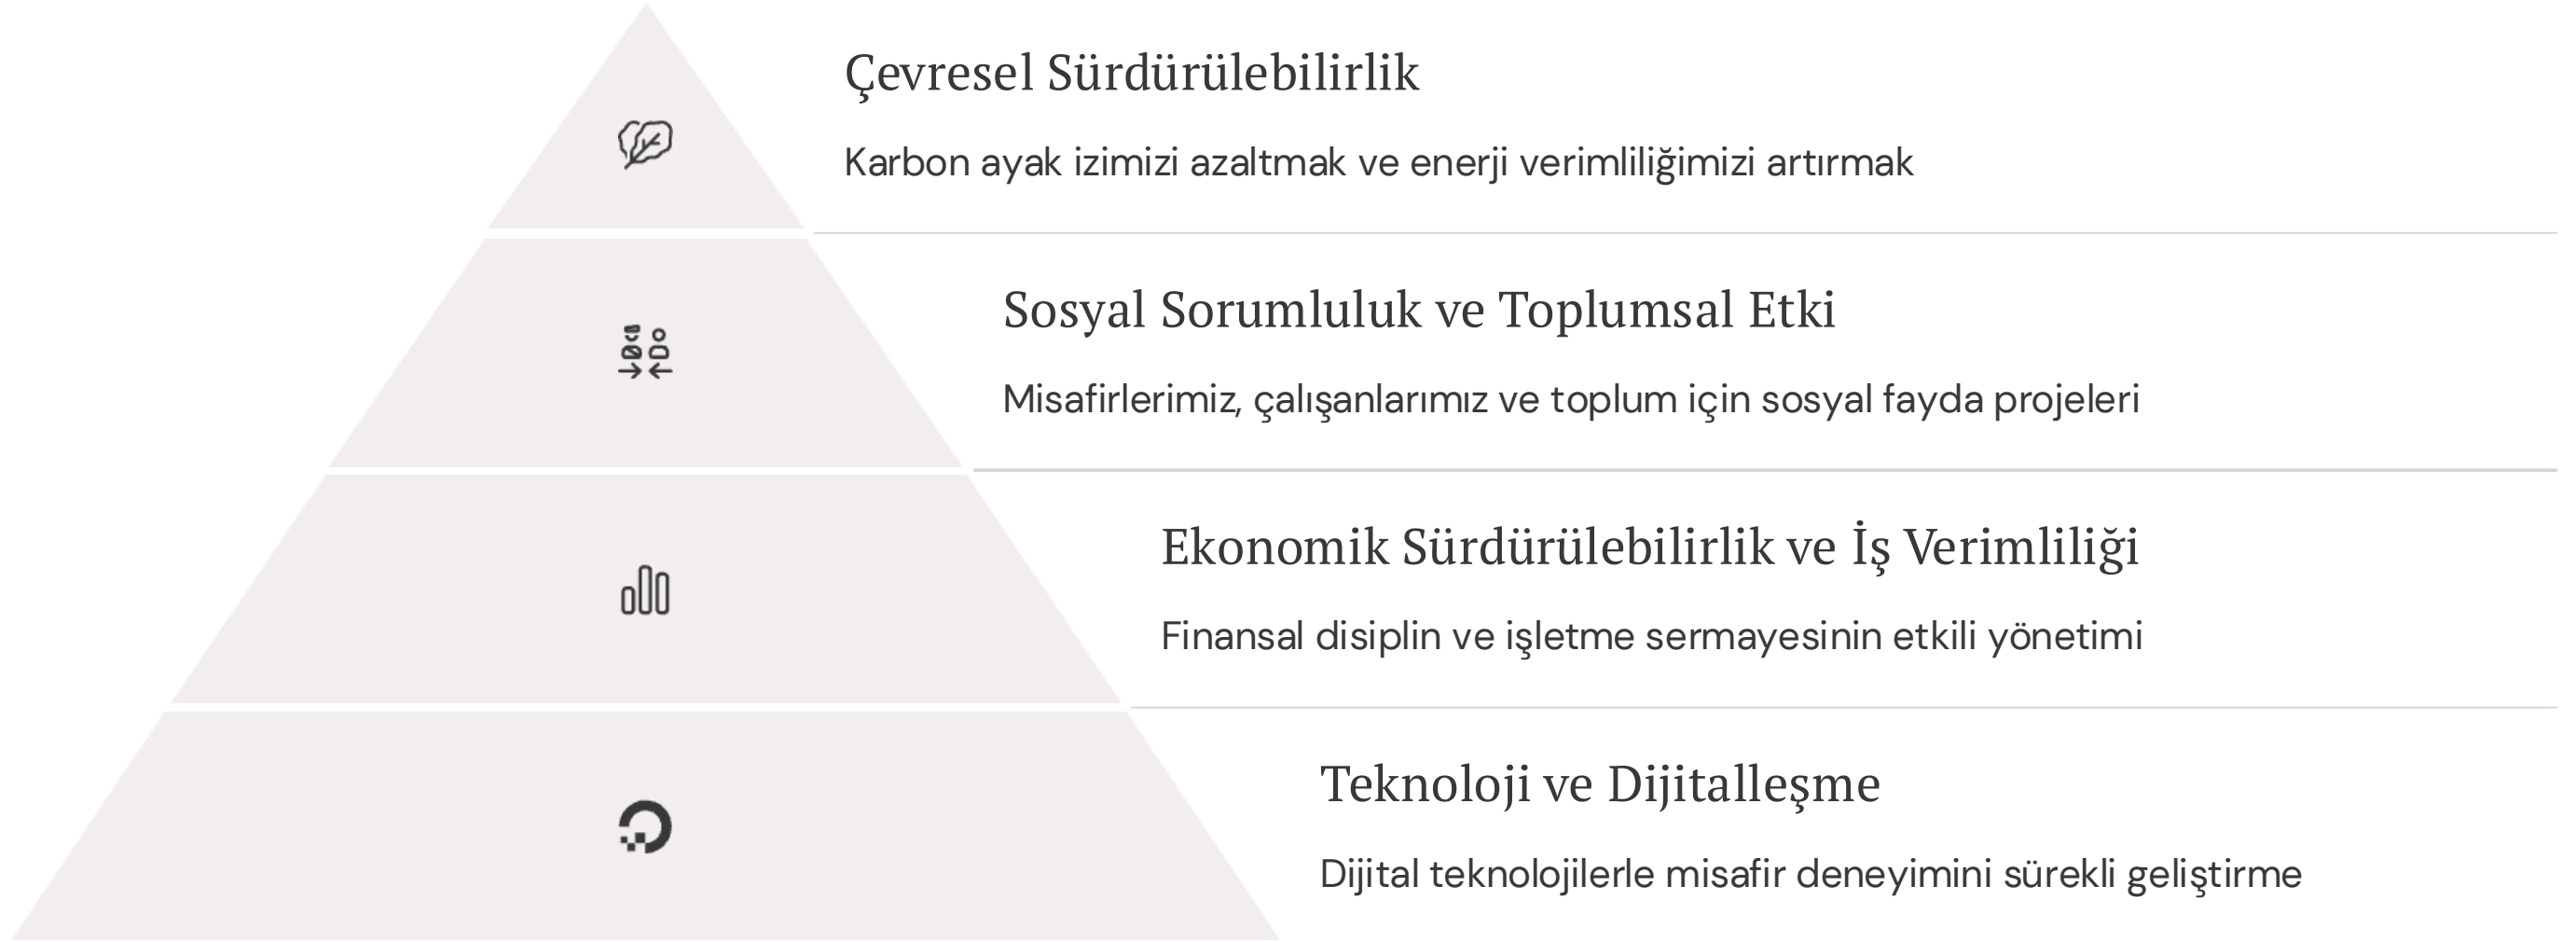 Çevresel Sürdürülebilirlik
Karbon ayak izimizi azaltmak ve enerji verimliliğimizi artırmak
Sosyal Sorumluluk ve Toplumsal Etki
Misafirlerimiz, çalışanlarımız ve toplum için sosyal fayda projeleri
Ekonomik Sürdürülebilirlik ve İş Verimliliği
Finansal disiplin ve işletme sermayesinin etkili yönetimi
Teknoloji ve Dijitalleşme
Dijital teknolojilerle misafir deneyimini sürekli geliştirme